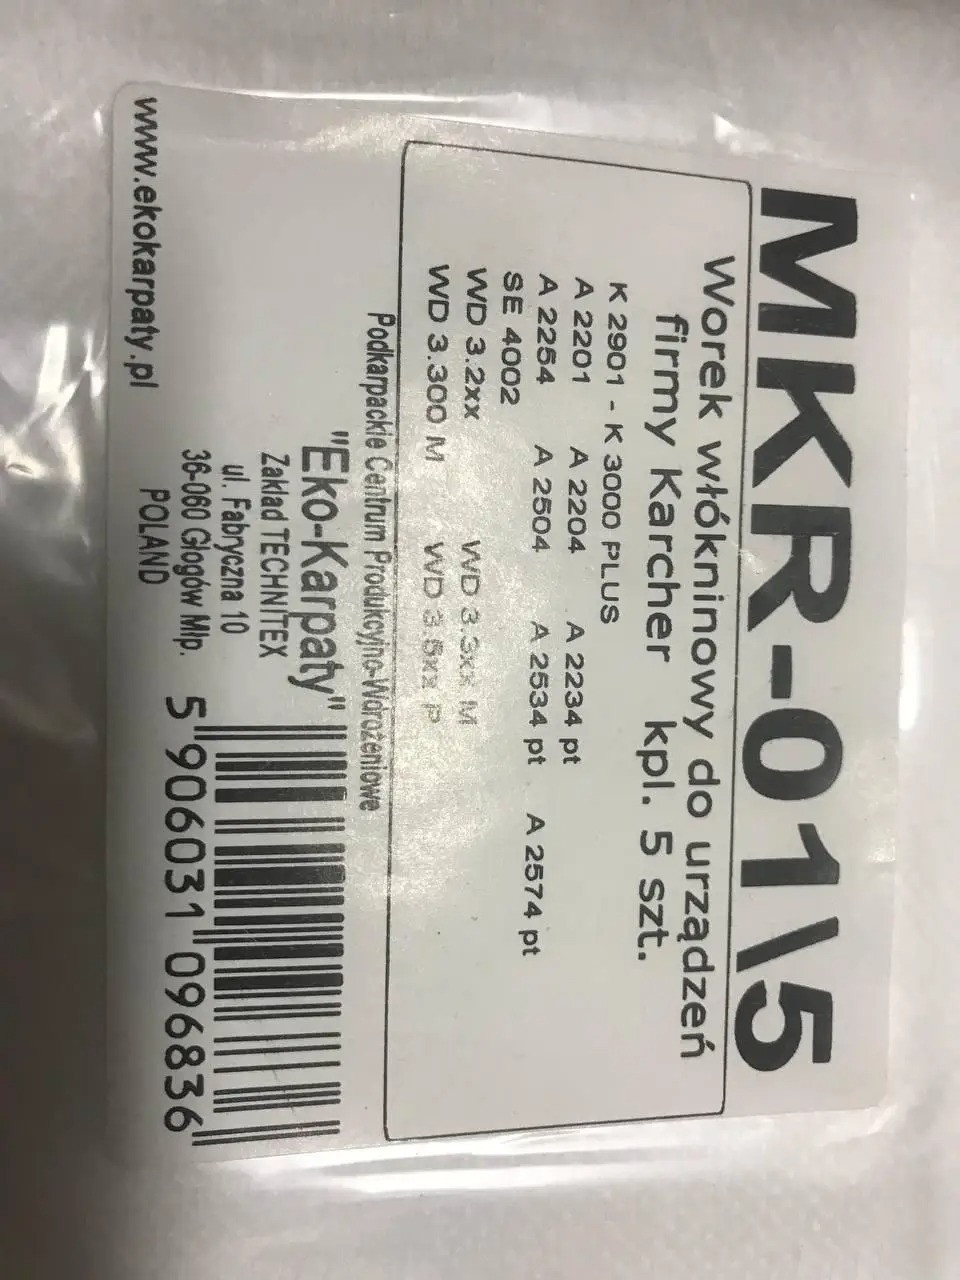 MKR-01\5
Worek włókninowy do urządzeń
firmy Karcher kpl. 5 szt.
K 2901 - K 3000 PLUS
A 2201 A 2204 A 2234 pt
A 2254 A 2504 A 2534 pt A 2574 pt
SE 4002
WD 3.2xx WD 3.3xx M
WD 3.300 M WD 3.5xx P
Podkarpackie Centrum Produkcyjno-Wdrożeniowe
"Eko-Karpaty"
Zakład TECHNITEX
ul. Fabryczna 10
36-060 Głogów Młp.
POLAND
www.ekokarpaty.pl
5 906031 096836